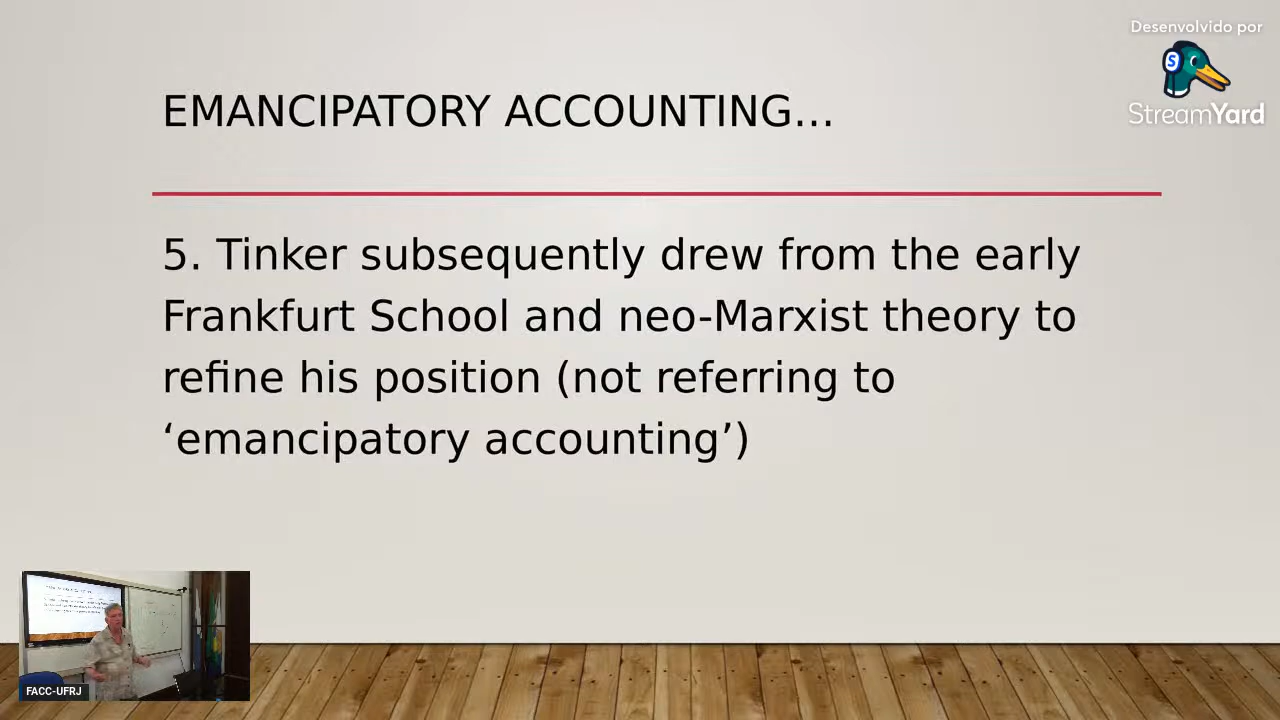 Desenvolvido por
StreamYard
EMANCIPATORY ACCOUNTING...
5. Tinker subsequently drew from the early
Frankfurt School and neo-Marxist theory to
refine his position (not referring to
‘emancipatory accounting’)
FACC-UFRJ